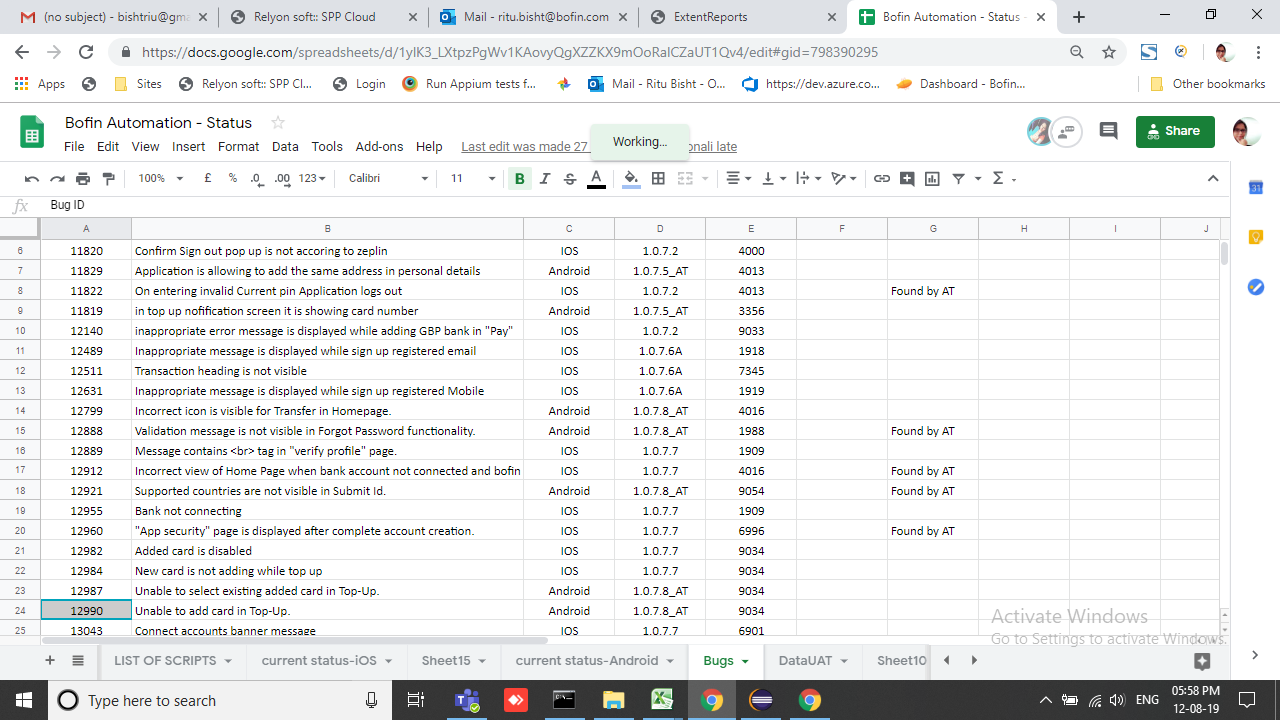 (no subject) - bishtriu@gma
Relyon soft:: SPP Cloud
Mail - ritu.bisht@bofin.com
ExtentReports
Bofin Automation - Status -
https://docs.google.com/spreadsheets/d/1ylK3_LXtpzPgWv1KAovyQgXZZKX9mOoRalCZaUT1Qv4/edit#gid=798390295
Apps
Sites
Relyon soft:: SPP Cl...
Login
Run Appium tests f...
Mail - Ritu Bisht - O...
https://dev.azure.co...
Dashboard - Bofin...
Other bookmarks
Bofin Automation - Status
Working...
Share
File Edit View Insert Format Data Tools Add-ons Help Last edit was made 27 onali late
100% £ % .0 .00 123 Calibri 11 B I S A
31
fx Bug ID
A B C D E F G H I J
6 11820 Confirm Sign out pop up is not accoring to zeplin IOS 1.0.7.2 4000
7 11829 Application is allowing to add the same address in personal details Android 1.0.7.5_AT 4013
8 11822 On entering invalid Current pin Application logs out IOS 1.0.7.2 4013 Found by AT
9 11819 in top up nofification screen it is showing card number Android 1.0.7.5_AT 3356
10 12140 inappropriate error message is displayed while adding GBP bank in "Pay" IOS 1.0.7.2 9033
11 12489 Inappropriate message is displayed while sign up registered email IOS 1.0.7.6A 1918
12 12511 Transaction heading is not visible IOS 1.0.7.6A 7345
13 12631 Inappropriate message is displayed while sign up registered Mobile IOS 1.0.7.6A 1919
14 12799 Incorrect icon is visible for Transfer in Homepage. Android 1.0.7.8_AT 4016
15 12888 Validation message is not visible in Forgot Password functionality. Android 1.0.7.8_AT 1988 Found by AT
16 12889 Message contains <br> tag in "verify profile" page. IOS 1.0.7.7 1909
17 12912 Incorrect view of Home Page when bank account not connected and bofin IOS 1.0.7.7 4016 Found by AT
18 12921 Supported countries are not visible in Submit Id. Android 1.0.7.8_AT 9054 Found by AT
19 12955 Bank not connecting IOS 1.0.7.7 1909
20 12960 "App security" page is displayed after complete account creation. IOS 1.0.7.7 6996 Found by AT
21 12982 Added card is disabled IOS 1.0.7.7 9034
22 12984 New card is not adding while top up IOS 1.0.7.7 9034
23 12987 Unable to select existing added card in Top-Up. Android 1.0.7.8_AT 9034
24 12990 Unable to add card in Top-Up. Android 1.0.7.8_AT 9034
25 13043 Connect accounts banner message IOS 1.0.7.7 6901
Activate Windows
Go to Settings to activate Windows.
LIST OF SCRIPTS
current status-iOS
Sheet15
current status-Android
Bugs
DataUAT
Sheet10
Type here to search
ENG
05:58 PM
12-08-19